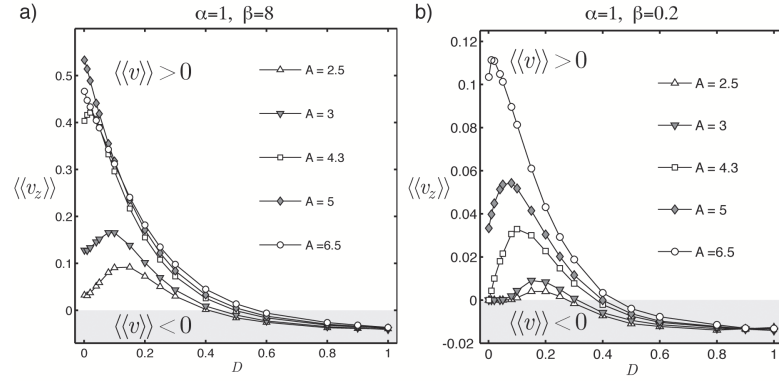 a)
α=1, β=8
⟨⟨v⟩⟩ > 0
A = 2.5
A = 3
A = 4.3
A = 5
A =6.5
⟨⟨v_z⟩⟩
0.5
0.4
0.3
0.2
0.1
0
⟨⟨v⟩⟩ < 0
0
0.2
0.4
0.6
0.8
1
D
b)
α=1, β=0.2
⟨⟨v⟩⟩ > 0
A = 2.5
A = 3
A = 4.3
A = 5
A =6.5
⟨⟨v_z⟩⟩
0.12
0.1
0.08
0.06
0.04
0.02
0
-0.02
⟨⟨v⟩⟩ < 0
0
0.2
0.4
0.6
0.8
1
D